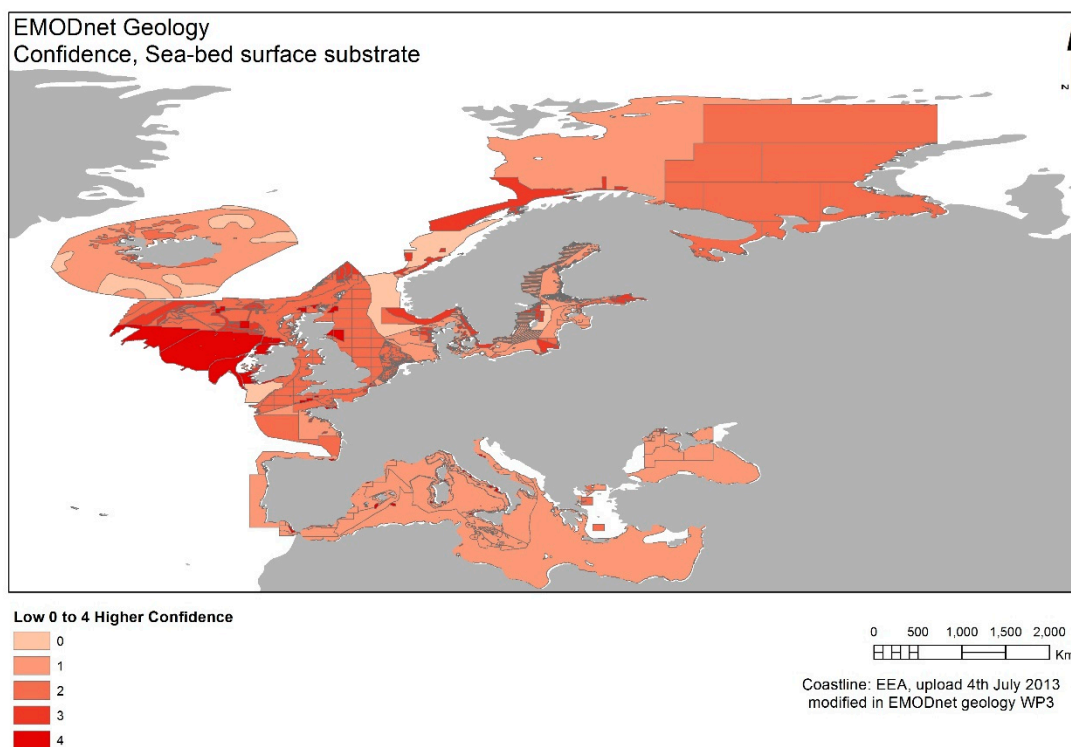 EMODnet Geology
Confidence, Sea-bed surface substrate
Low 0 to 4 Higher Confidence
0
1
2
3
4
0 500 1,000 1,500 2,000
Km
Coastline: EEA, upload 4th July 2013
modified in EMODnet geology WP3